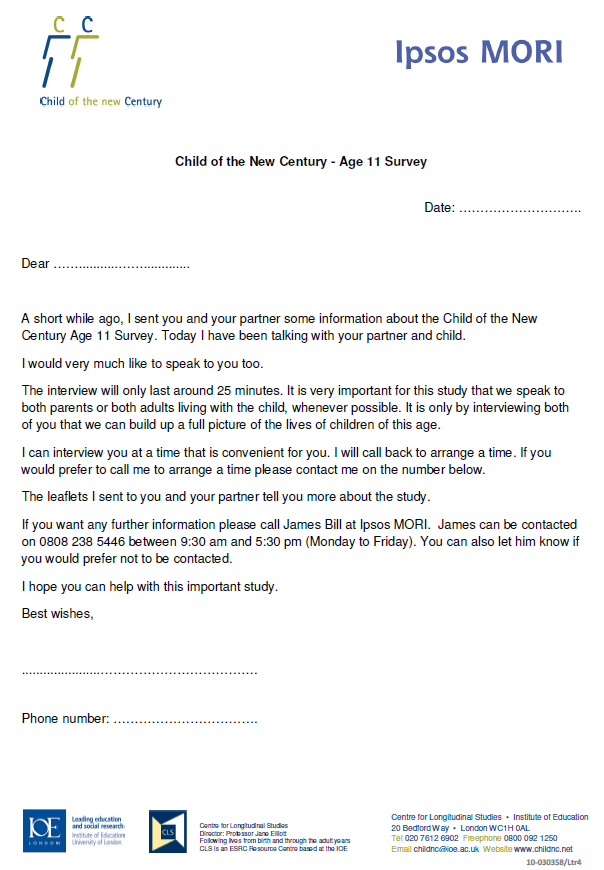 C C
Child of the new Century
Ipsos MORI
Child of the New Century - Age 11 Survey
Date: ………………………..
Dear ……..........……..............
A short while ago, I sent you and your partner some information about the Child of the New
Century Age 11 Survey. Today I have been talking with your partner and child.
I would very much like to speak to you too.
The interview will only last around 25 minutes. It is very important for this study that we speak to
both parents or both adults living with the child, whenever possible. It is only by interviewing both
of you that we can build up a full picture of the lives of children of this age.
I can interview you at a time that is convenient for you. I will call back to arrange a time. If you
would prefer to call me to arrange a time please contact me on the number below.
The leaflets I sent to you and your partner tell you more about the study.
If you want any further information please call James Bill at Ipsos MORI. James can be contacted
on 0808 238 5446 between 9:30 am and 5:30 pm (Monday to Friday). You can also let him know if
you would prefer not to be contacted.
I hope you can help with this important study.
Best wishes,
......................………………………………
Phone number: …………………………….
IOE
LONDON
Leading education
and social research
Institute of Education
University of London
CLS
Centre for Longitudinal Studies
Director: Professor Jane Elliott
Following lives from birth and through the adult years
CLS is an ESRC Resource Centre based at the IOE
Centre for Longitudinal Studies • Institute of Education
20 Bedford Way • London WC1H 0AL
Tel 020 7612 6902 Freephone 0800 092 1250
Email childnc@ioe.ac.uk Website www.childnc.net
10-030358/Ltr4